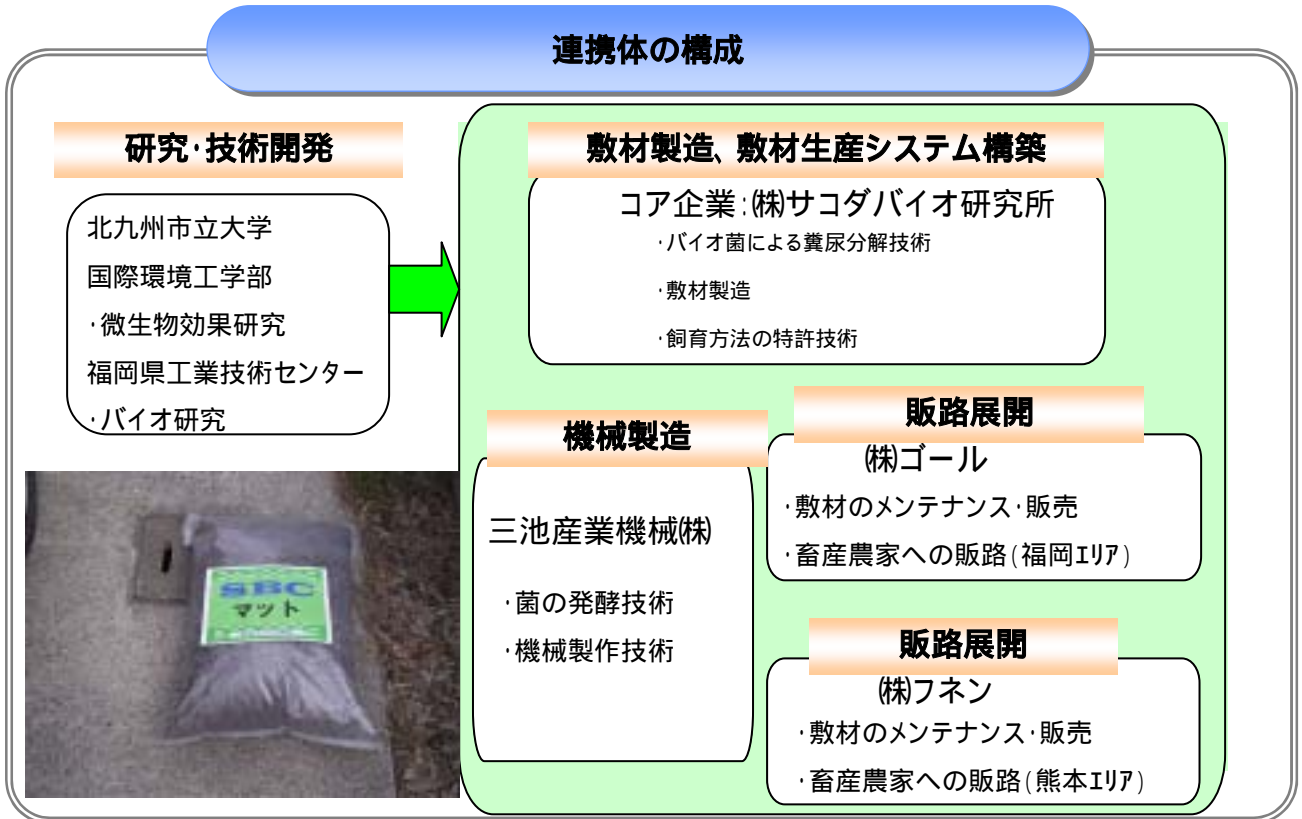 連携体の構成
研究・技術開発
北九州市立大学
国際環境工学部
・微生物効果研究
福岡県工業技術センター
・バイオ研究
敷材製造、敷材生産システム構築
コア企業:㈱サコダバイオ研究所
・バイオ菌による糞尿分解技術
・敷材製造
・飼育方法の特許技術
機械製造
三池産業機械㈱
・菌の発酵技術
・機械製作技術
販路展開
㈱ゴール
・敷材のメンテナンス・販売
・畜産農家への販路(福岡エリア)
販路展開
㈱フネン
・敷材のメンテナンス・販売
・畜産農家への販路(熊本エリア)
SBC
マット